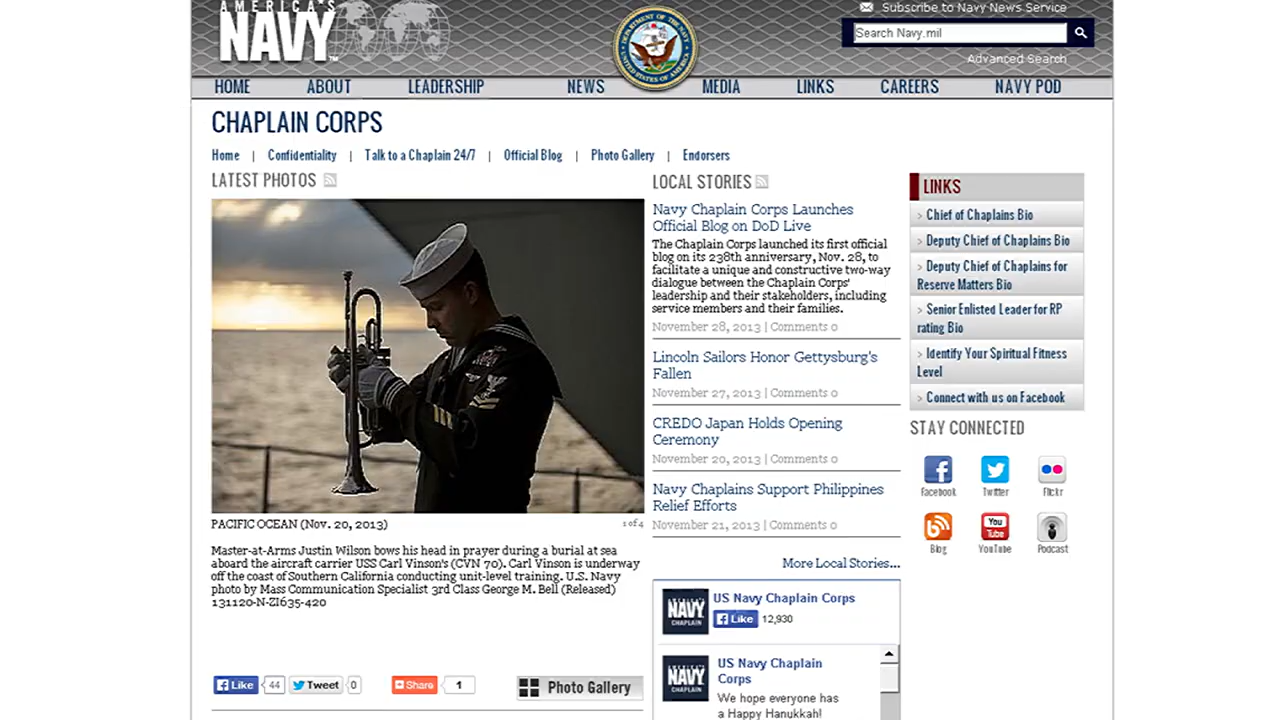 AMERICA'S
NAVY
Subscribe to Navy News Service
Search Navy.mil
Advanced Search
DEPARTMENT OF THE NAVY
UNITED STATES OF AMERICA
HOME ABOUT LEADERSHIP NEWS MEDIA LINKS CAREERS NAVY POD
CHAPLAIN CORPS
Home | Confidentiality | Talk to a Chaplain 24/7 | Official Blog | Photo Gallery | Endorsers
LATEST PHOTOS
PACIFIC OCEAN (Nov. 20, 2013)
1 of 4
Master-at-Arms Justin Wilson bows his head in prayer during a burial at sea
aboard the aircraft carrier USS Carl Vinson's (CVN 70). Carl Vinson is underway
off the coast of Southern California conducting unit-level training. U.S. Navy
photo by Mass Communication Specialist 3rd Class George M. Bell (Released)
131120-N-ZI635-420
Like 44 Tweet 0 Share 1
Photo Gallery
LOCAL STORIES
Navy Chaplain Corps Launches
Official Blog on DoD Live
The Chaplain Corps launched its first official
blog on its 238th anniversary, Nov. 28, to
facilitate a unique and constructive two-way
dialogue between the Chaplain Corps'
leadership and their stakeholders, including
service members and their families.
November 28, 2013 | Comments 0
Lincoln Sailors Honor Gettysburg's
Fallen
November 27, 2013 | Comments 0
CREDO Japan Holds Opening
Ceremony
November 20, 2013 | Comments 0
Navy Chaplains Support Philippines
Relief Efforts
November 21, 2013 | Comments 0
More Local Stories...
NAVY
CHAPLAIN
US Navy Chaplain Corps
Like 12,930
NAVY
CHAPLAIN
US Navy Chaplain
Corps
We hope everyone has
a Happy Hanukkah!
LINKS
> Chief of Chaplains Bio
> Deputy Chief of Chaplains Bio
> Deputy Chief of Chaplains for
Reserve Matters Bio
> Senior Enlisted Leader for RP
rating Bio
> Identify Your Spiritual Fitness
Level
> Connect with us on Facebook
STAY CONNECTED
Facebook Twitter Flickr
You
Tube
Blog YouTube Podcast